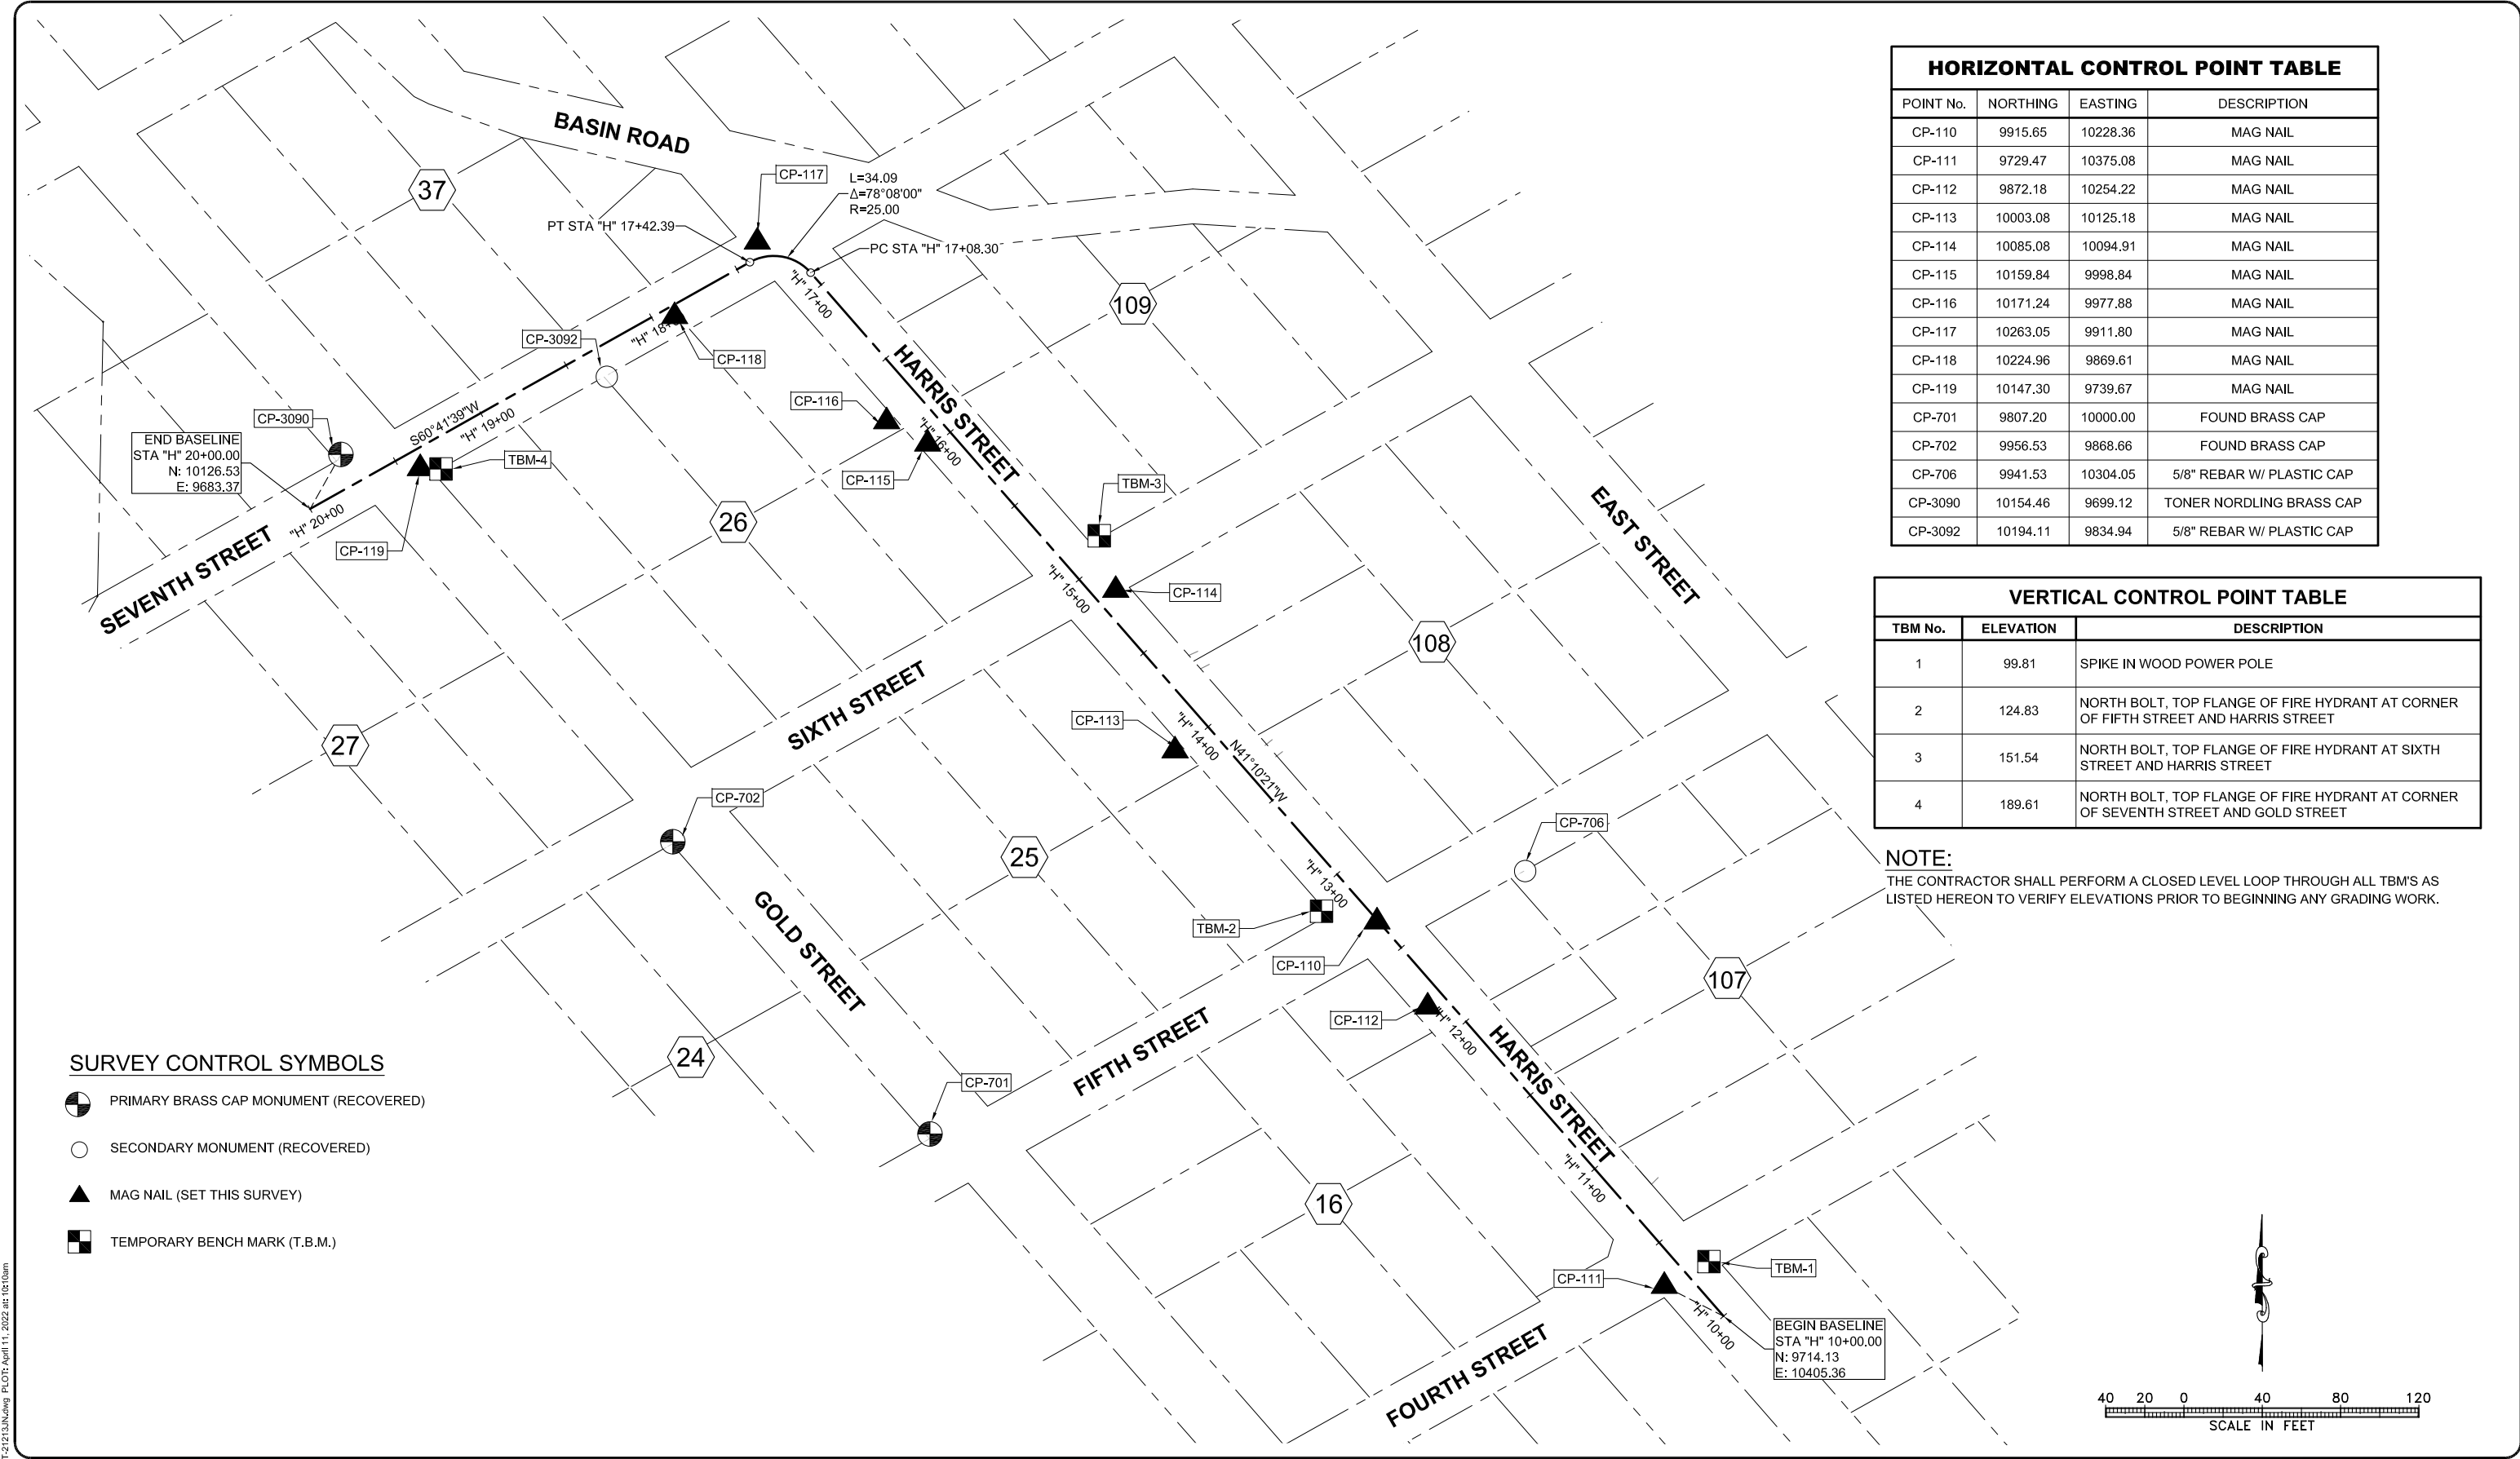 BASIN ROAD
37
CP-117
L=34.09
Δ=78°08'00"
R=25.00
PT STA "H" 17+42.39
PC STA "H" 17+08.30
"H" 17+00
109
CP-3092
"H" 18+
CP-118
HARRIS STREET
CP-116
"H" 16+00
CP-115
CP-3090
S60°41'39"W
"H" 19+00
END BASELINE
STA "H" 20+00.00
N: 10126.53
E: 9683.37
TBM-4
"H" 20+00
CP-119
SEVENTH STREET
26
TBM-3
EAST STREET
"H" 15+00
CP-114
108
SIXTH STREET
CP-113
"H" 14+00
N41°10'21"W
27
CP-702
25
CP-706
"H" 13+00
TBM-2
CP-110
GOLD STREET
107
CP-112
"H" 12+00
HARRIS STREET
FIFTH STREET
24
CP-701
"H" 11+00
16
CP-111
TBM-1
"H" 10+00
BEGIN BASELINE
STA "H" 10+00.00
N: 9714.13
E: 10405.36
FOURTH STREET
HORIZONTAL CONTROL POINT TABLE
POINT No. NORTHING EASTING DESCRIPTION
CP-110 9915.65 10228.36 MAG NAIL
CP-111 9729.47 10375.08 MAG NAIL
CP-112 9872.18 10254.22 MAG NAIL
CP-113 10003.08 10125.18 MAG NAIL
CP-114 10085.08 10094.91 MAG NAIL
CP-115 10159.84 9998.84 MAG NAIL
CP-116 10171.24 9977.88 MAG NAIL
CP-117 10263.05 9911.80 MAG NAIL
CP-118 10224.96 9869.61 MAG NAIL
CP-119 10147.30 9739.67 MAG NAIL
CP-701 9807.20 10000.00 FOUND BRASS CAP
CP-702 9956.53 9868.66 FOUND BRASS CAP
CP-706 9941.53 10304.05 5/8" REBAR W/ PLASTIC CAP
CP-3090 10154.46 9699.12 TONER NORDLING BRASS CAP
CP-3092 10194.11 9834.94 5/8" REBAR W/ PLASTIC CAP
VERTICAL CONTROL POINT TABLE
TBM No. ELEVATION DESCRIPTION
1 99.81 SPIKE IN WOOD POWER POLE
2 124.83 NORTH BOLT, TOP FLANGE OF FIRE HYDRANT AT CORNER
OF FIFTH STREET AND HARRIS STREET
3 151.54 NORTH BOLT, TOP FLANGE OF FIRE HYDRANT AT SIXTH
STREET AND HARRIS STREET
4 189.61 NORTH BOLT, TOP FLANGE OF FIRE HYDRANT AT CORNER
OF SEVENTH STREET AND GOLD STREET
NOTE:
THE CONTRACTOR SHALL PERFORM A CLOSED LEVEL LOOP THROUGH ALL TBM'S AS
LISTED HEREON TO VERIFY ELEVATIONS PRIOR TO BEGINNING ANY GRADING WORK.
SURVEY CONTROL SYMBOLS
PRIMARY BRASS CAP MONUMENT (RECOVERED)
SECONDARY MONUMENT (RECOVERED)
MAG NAIL (SET THIS SURVEY)
TEMPORARY BENCH MARK (T.B.M.)
40 20 0 40 80 120
SCALE IN FEET
T-21213JN.dwg PLOT: April 11, 2022 at: 10:10am